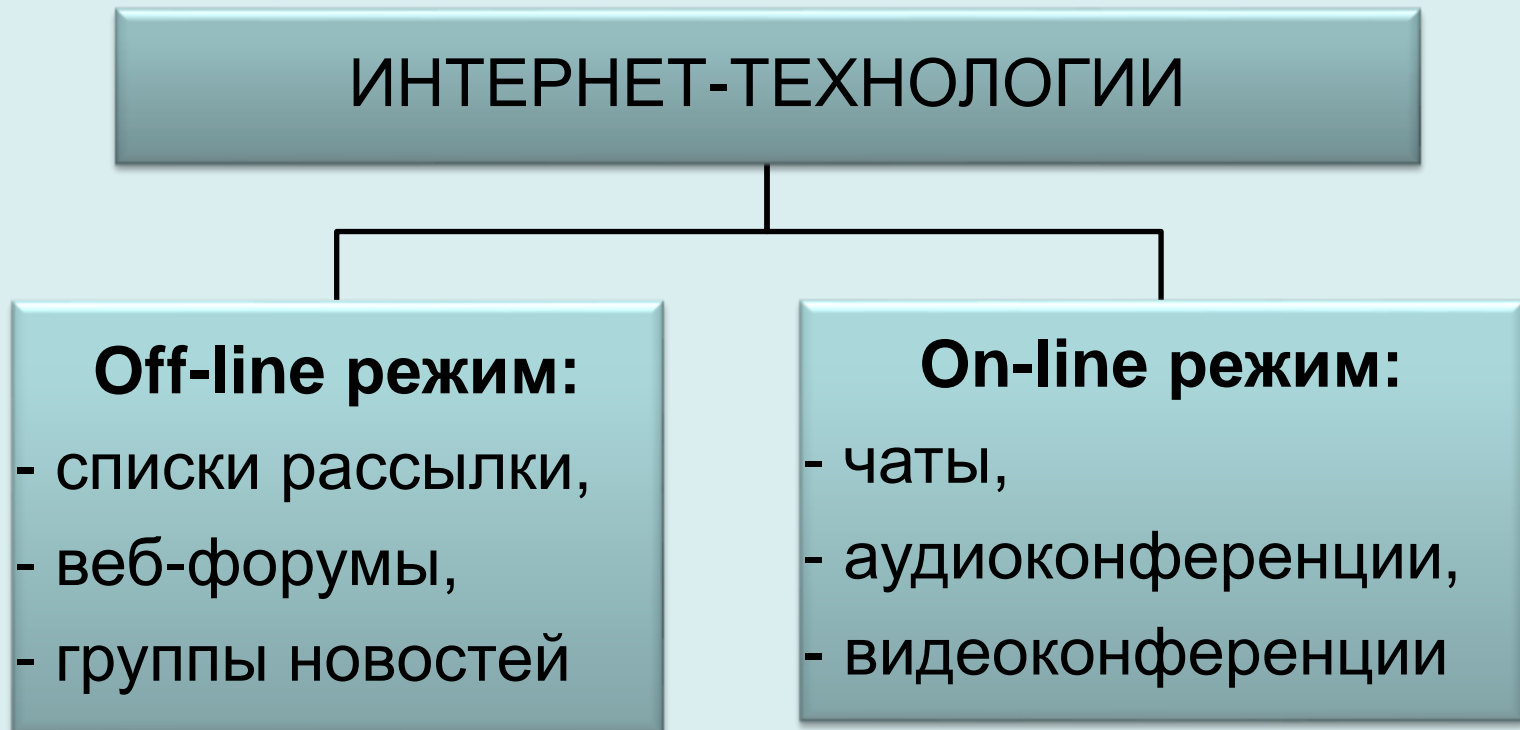 ИНТЕРНЕТ-ТЕХНОЛОГИИ
Off-line режим:
- списки рассылки,
- веб-форумы,
- группы новостей
On-line режим:
- чаты,
- аудиоконференции,
- видеоконференции